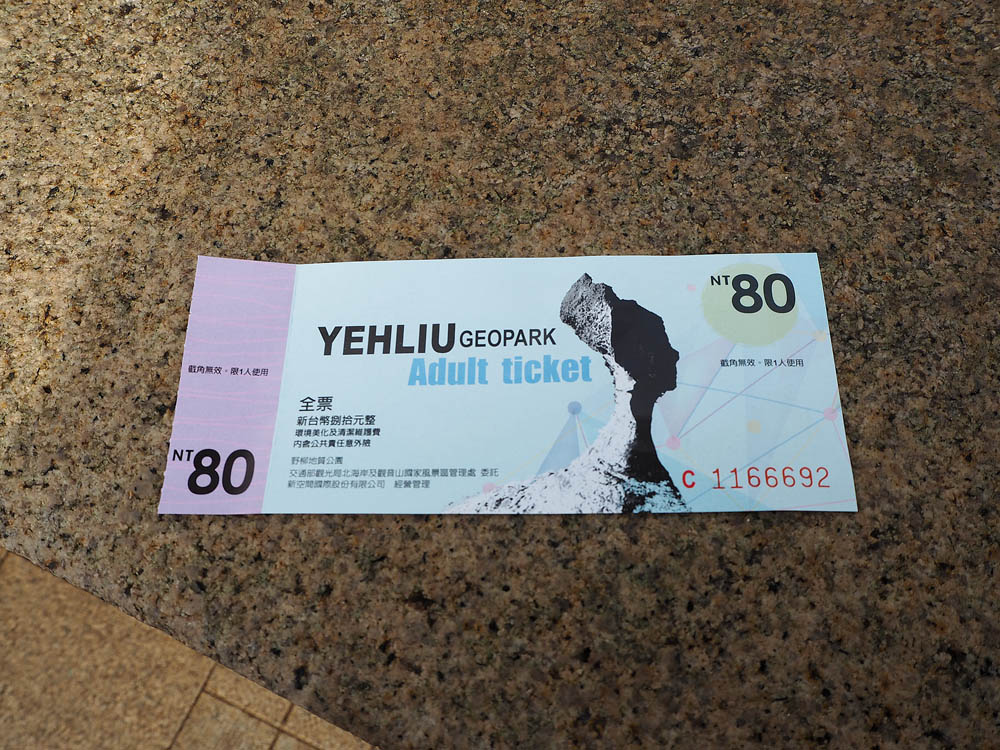 截角無效。限1人使用
NT80
YEHLIU GEOPARK
Adult ticket
全票
新台幣捌拾元整
環境美化及清潔維護費
內含公共責任意外險
野柳地質公園
交通部觀光局北海岸及觀音山國家風景區管理處 委託
新空間國際股份有限公司 經營管理
NT80
截角無效。限1人使用
C 1166692